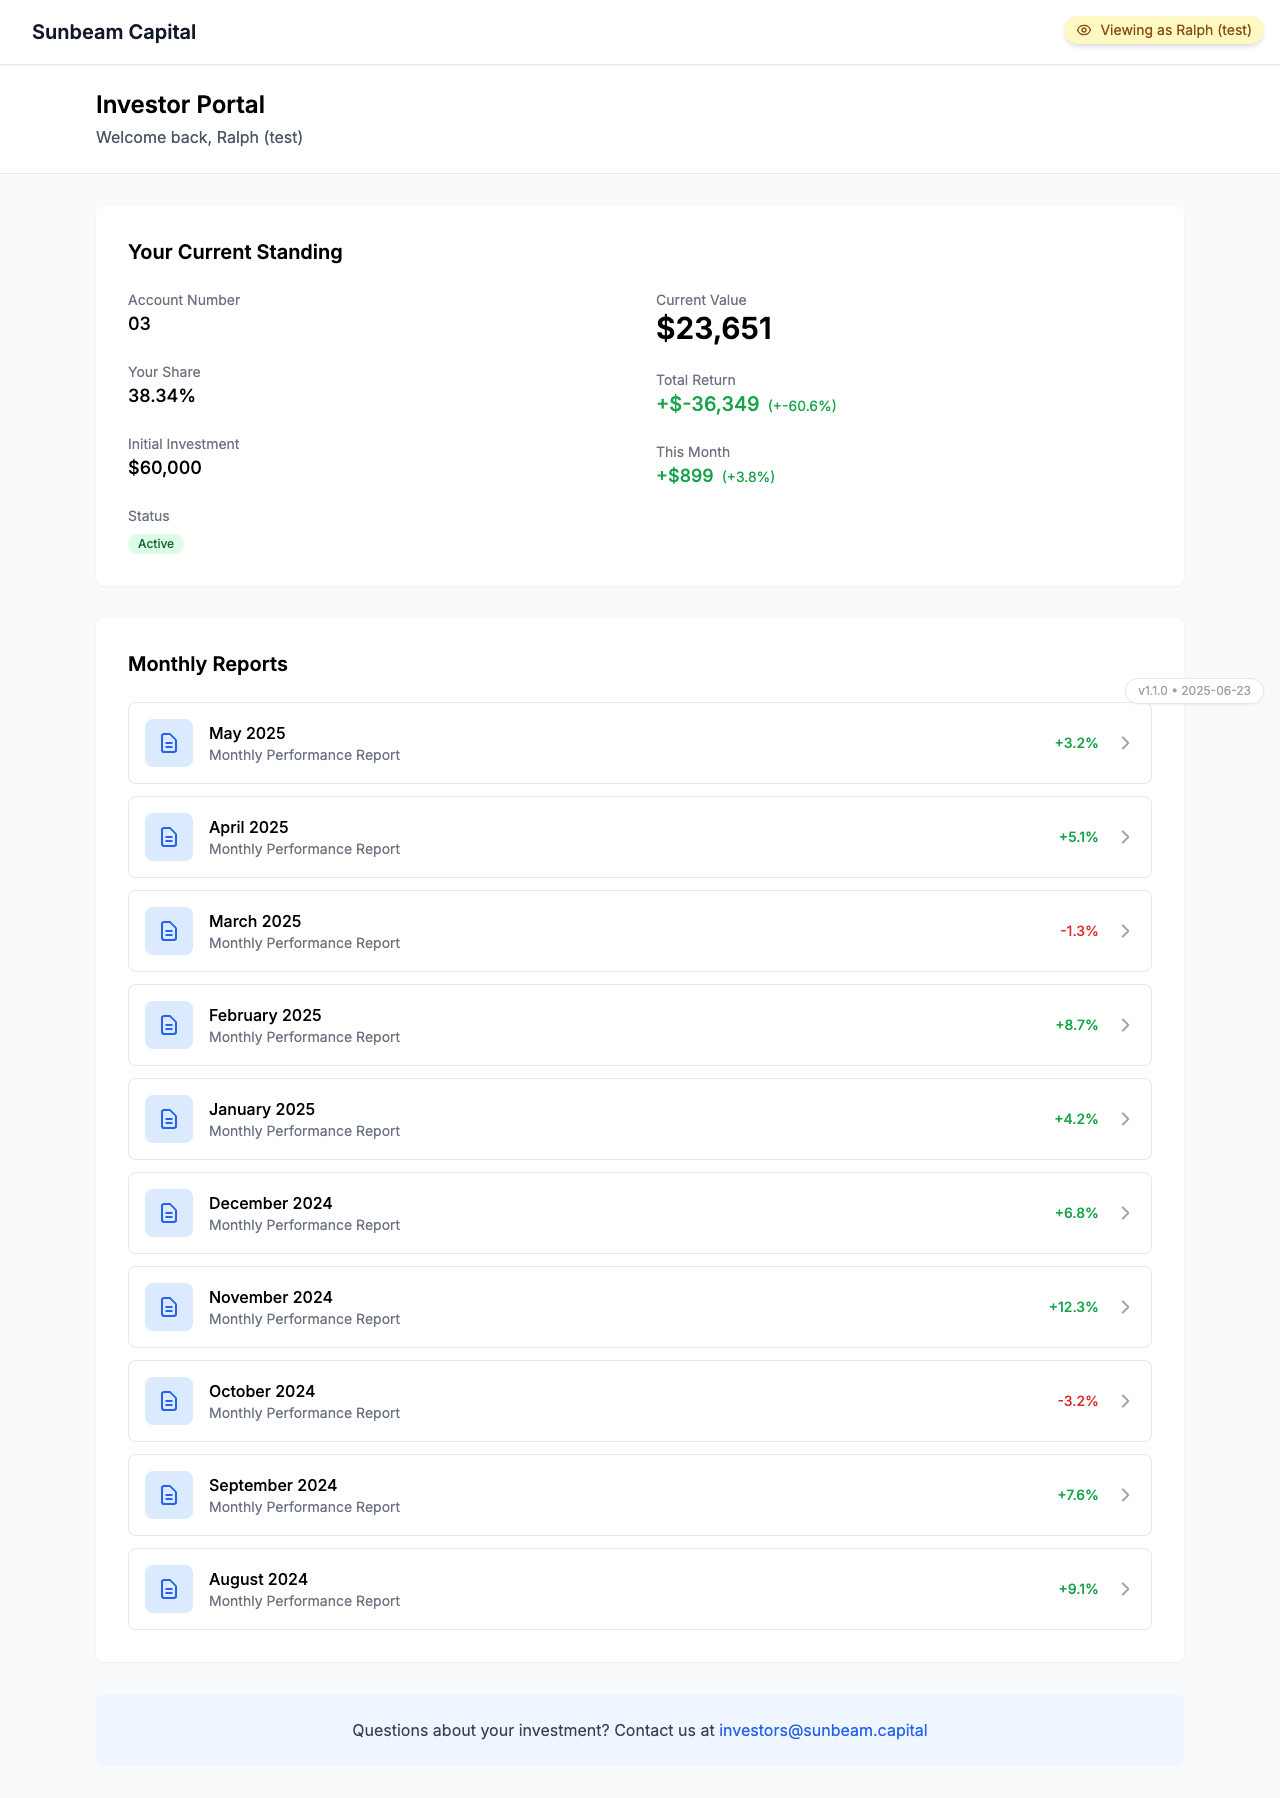 Sunbeam Capital
Viewing as Ralph (test)
Investor Portal
Welcome back, Ralph (test)
Your Current Standing
Account Number
03
Your Share
38.34%
Initial Investment
$60,000
Status
Active
Current Value
$23,651
Total Return
+$-36,349 (+-60.6%)
This Month
+$899 (+3.8%)
Monthly Reports
v1.1.0 • 2025-06-23
May 2025
Monthly Performance Report
+3.2%
April 2025
Monthly Performance Report
+5.1%
March 2025
Monthly Performance Report
-1.3%
February 2025
Monthly Performance Report
+8.7%
January 2025
Monthly Performance Report
+4.2%
December 2024
Monthly Performance Report
+6.8%
November 2024
Monthly Performance Report
+12.3%
October 2024
Monthly Performance Report
-3.2%
September 2024
Monthly Performance Report
+7.6%
August 2024
Monthly Performance Report
+9.1%
Questions about your investment? Contact us at investors@sunbeam.capital